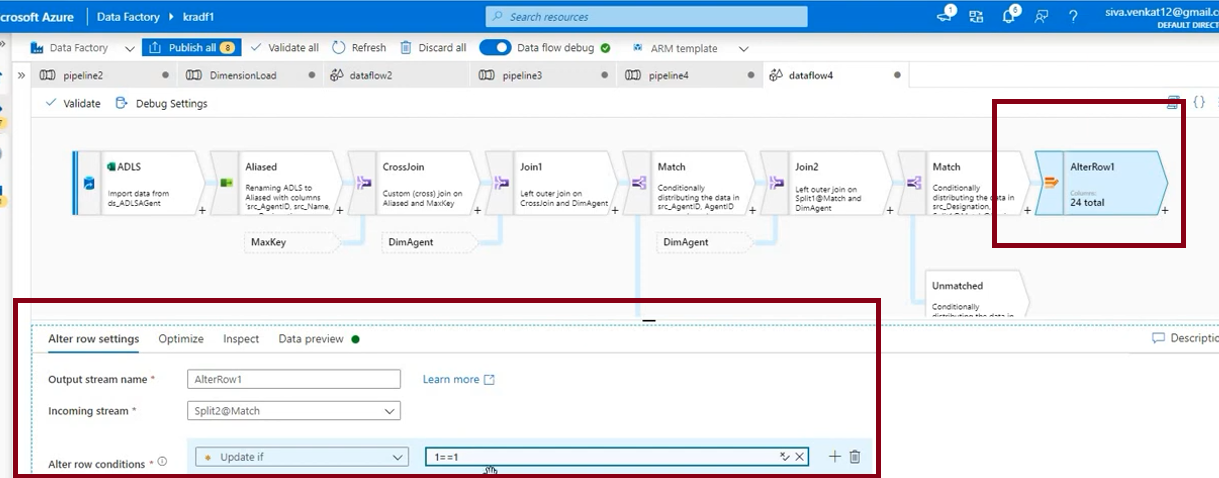 crosoft Azure
Data Factory
kradf1
Search resources
1
6
siva.venkat12@gmail.c
DEFAULT DIRECT
Data Factory
Publish all
8
Validate all
Refresh
Discard all
Data flow debug
ARM template
pipeline2
DimensionLoad
dataflow2
pipeline3
pipeline4
dataflow4
Validate
Debug Settings
ADLS
Import data from
ds_ADLSAGent
Aliased
Renaming ADLS to
Aliased with columns
'src_AgentID, src_Name,
CrossJoin
Custom (cross) join on
Aliased and MaxKey
Join1
Left outer join on
CrossJoin and DimAgent
Match
Conditionally
distributing the data in
src_AgentID, AgentID
Join2
Left outer join on
Split1@Match and
DimAgent
Match
Conditionally
distributing the data in
src_Designation,
AlterRow1
Columns:
24 total
MaxKey
DimAgent
DimAgent
Unmatched
Conditionally
distributing the data in
Alter row settings
Optimize
Inspect
Data preview
Descriptio
Output stream name *
AlterRow1
Learn more
Incoming stream *
Split2@Match
Alter row conditions *
Update if
1==1